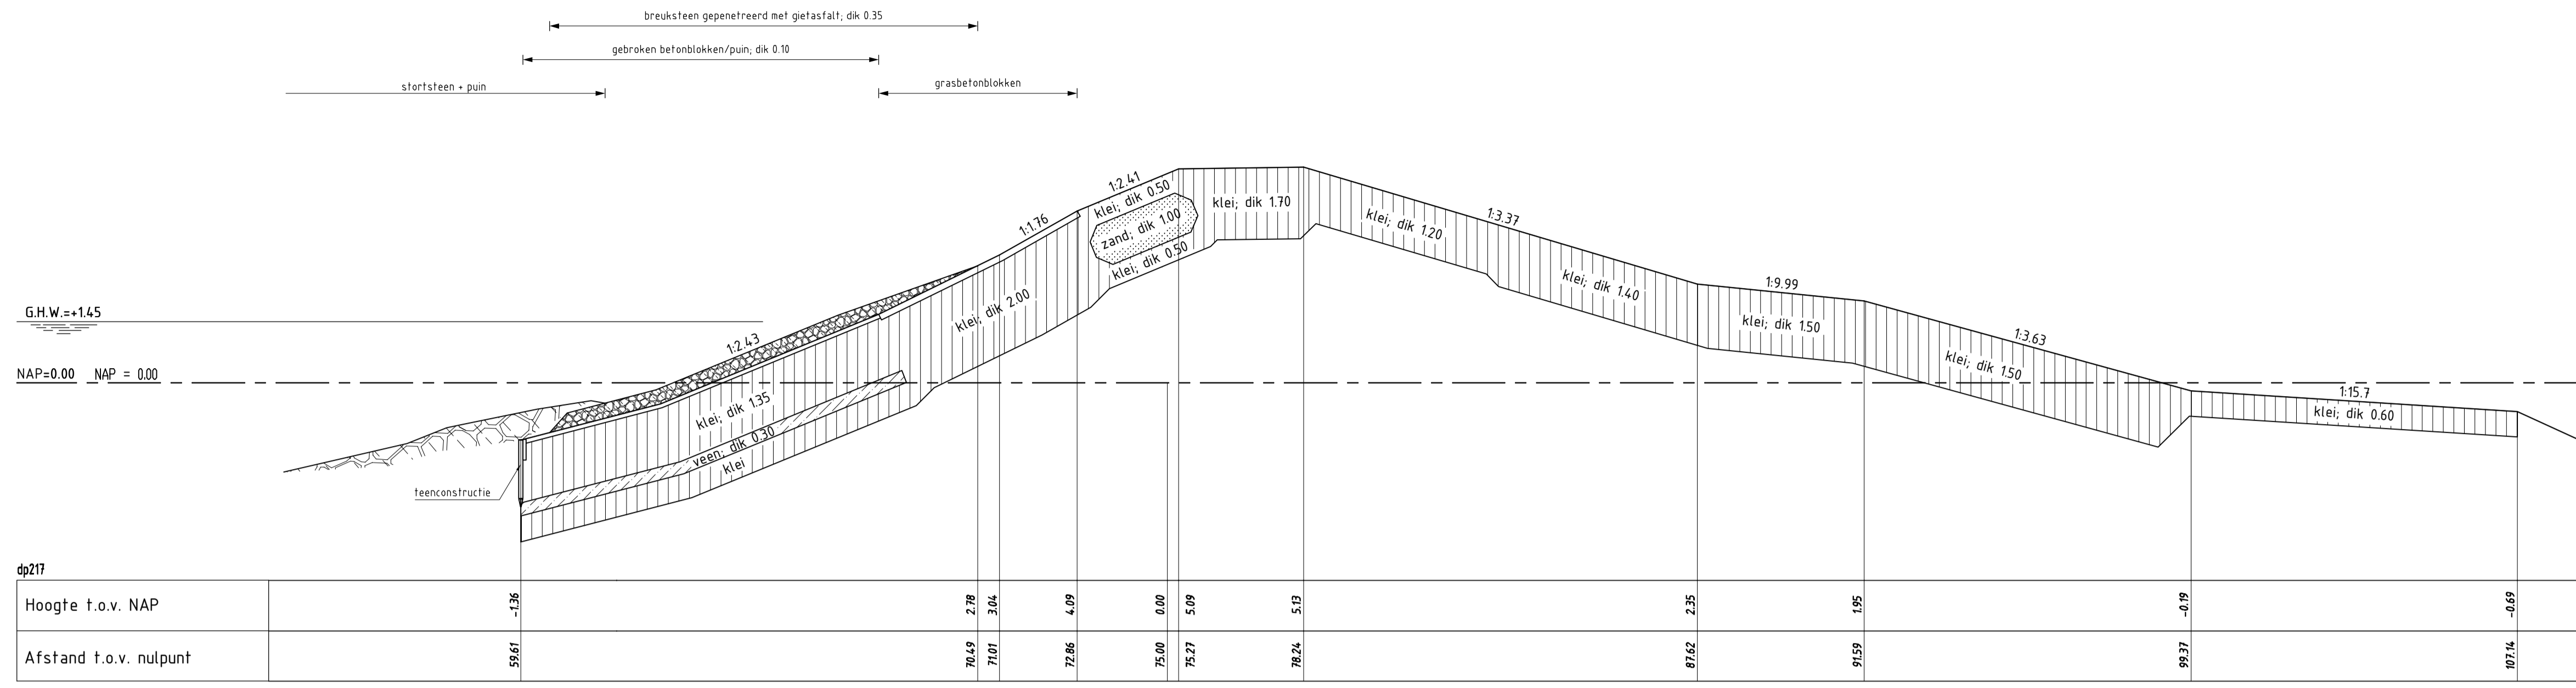 breuksteen gepenetreerd met gietasfalt; dik 0.35
gebroken betonblokken/puin; dik 0.10
stortsteen + puin
grasbetonblokken
1:2.41
klei; dik 0.50
zand; dik 1.00
klei; dik 0.50
klei; dik 1.70
1:1.76
klei; dik 1.20
1:3.37
klei; dik 1.40
1:9.99
klei; dik 1.50
1:3.63
klei; dik 1.50
1:15.7
klei; dik 0.60
G.H.W.=+1.45
1:2.43
klei; dik 2.00
NAP=0.00 NAP = 0.00
klei; dik 1.35
veen; dik 0.30
klei
teenconstructie
dp217
Hoogte t.o.v. NAP -1.36 2.78 3.04 4.09 0.00 5.09 5.13 2.35 1.95 -0.19 -0.69
Afstand t.o.v. nulpunt 59.61 70.49 71.01 72.86 75.00 75.27 78.24 87.62 91.59 99.37 107.14